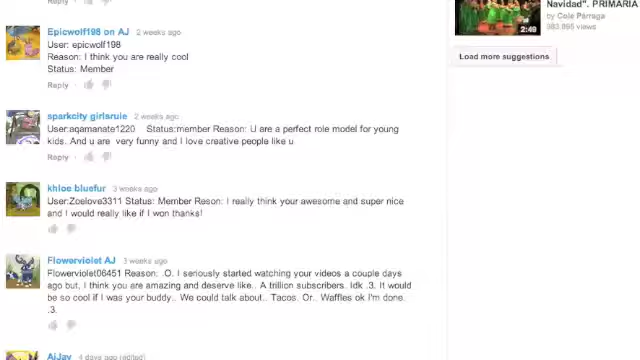 Reply
Epicwolf198 on AJ 2 weeks ago
User: epicwolf198
Reason: I think you are really cool
Status: Member
Reply
sparkcity girlsrule 2 weeks ago
User:aqamanate1220 Status:member Reason: U are a perfect role model for young
kids. And u are very funny and I love creative people like u
Reply
khloe bluefur 3 weeks ago
User:Zoelove3311 Status: Member Reson: I really think your awesome and super nice
and I would really like if I won thanks!
Flowerviolet AJ 3 weeks ago
Flowerviolet06451 Reason: .O. I seriously started watching your videos a couple days
ago but, I think you are amazing and deserve like.. A trillion subscribers. Idk .3. It would
be so cool if I was your buddy.. We could talk about.. Tacos. Or.. Waffles ok I'm done.
.3.
AjJay 4 days ago (edited)
2:49
Navidad". PRIMARIA
by Cole Párraga
views
Load more suggestions